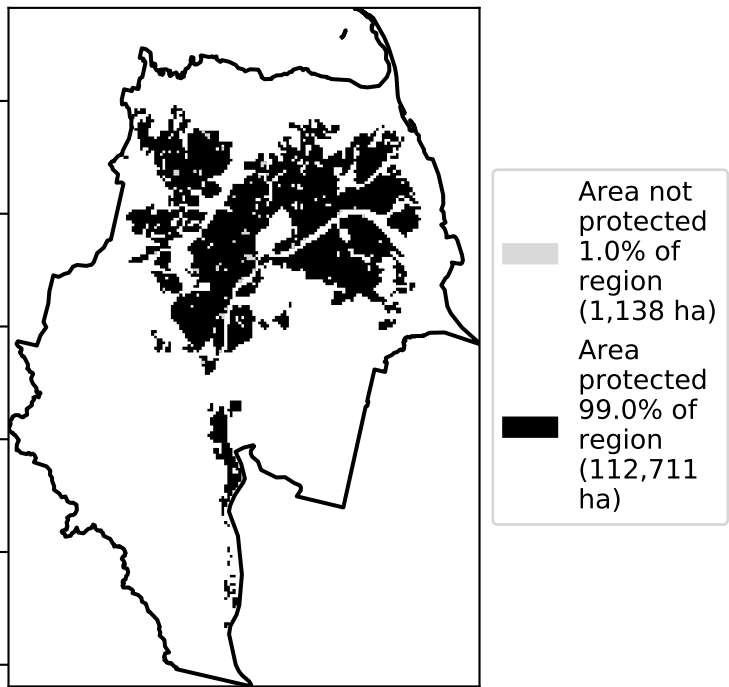 Area not
protected
1.0% of
region
(1,138 ha)
Area
protected
99.0% of
region
(112,711
ha)